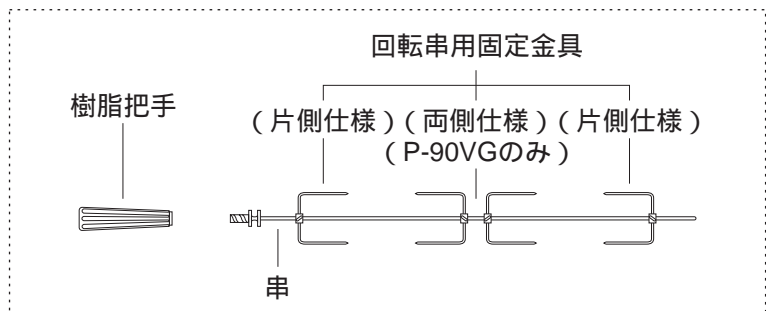 回転串用固定金具
樹脂把手
（片側仕様）（両側仕様）（片側仕様）
（P-90VGのみ）
串